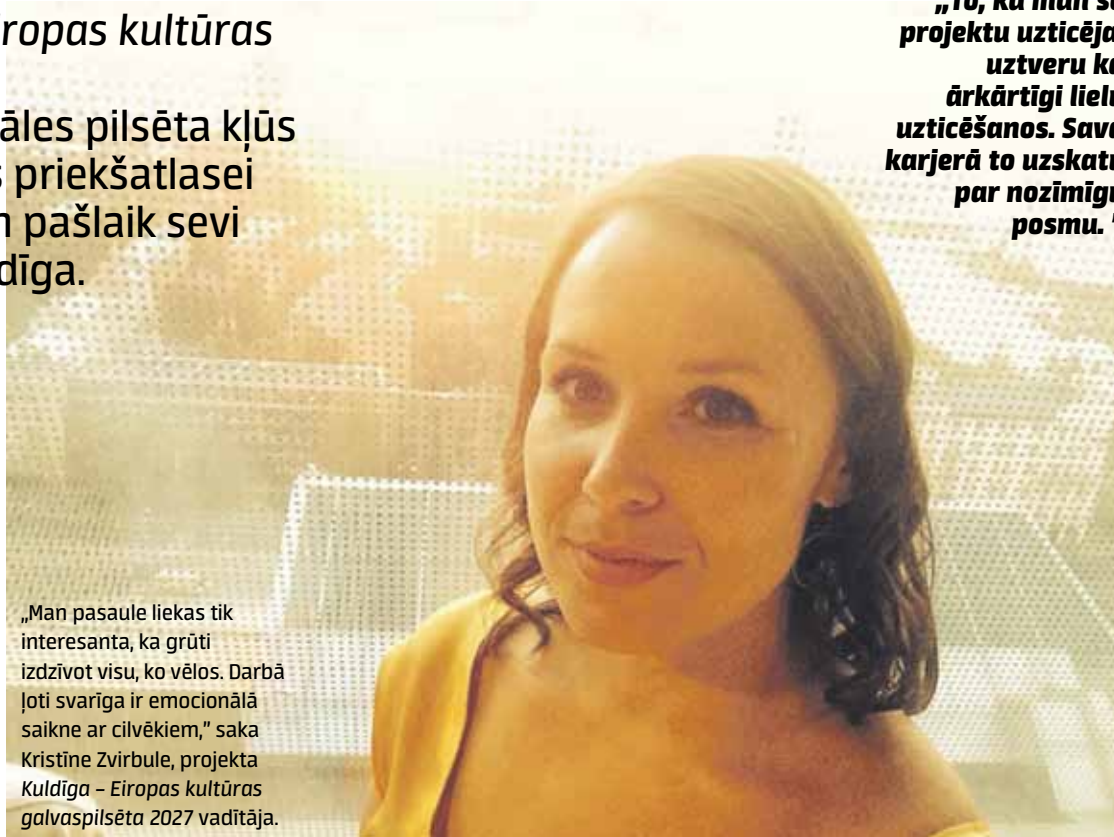 ropas kultūras
āles pilsēta kļūs
s priekšatlasei
pašlaik sevi
dīga.
„To, ka man
projektu uzticēja
uztveru
ārkārtīgi lielu
uzticēšanos. Sava
karjerā to uzskatu
par nozīmīgu
posmu.
„Man pasaule liekas tik
interesanta, ka grūti
izdzīvot visu, ko vēlos. Darbā
ļoti svarīga ir emocionālā
saikne ar cilvēkiem,” saka
Kristīne Zvirbule, projekta
Kuldīga – Eiropas kultūras
galvaspilsēta 2027 vadītāja.